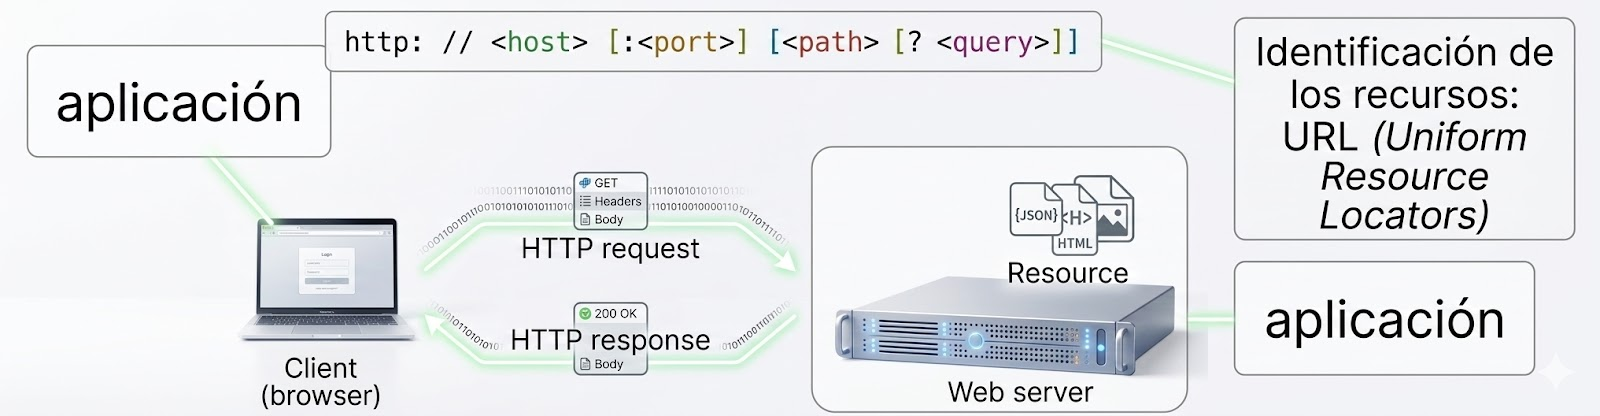 http: // <host> [:<port>] [<path> [? <query>]]
aplicación
Identificación de
los recursos:
URL (Uniform
Resource
Locators)
GET
Headers
Body
HTTP request
200 OK
HTTP response
Body
Login
Client
(browser)
{JSON}
<H>
HTML
Resource
Web server
aplicación